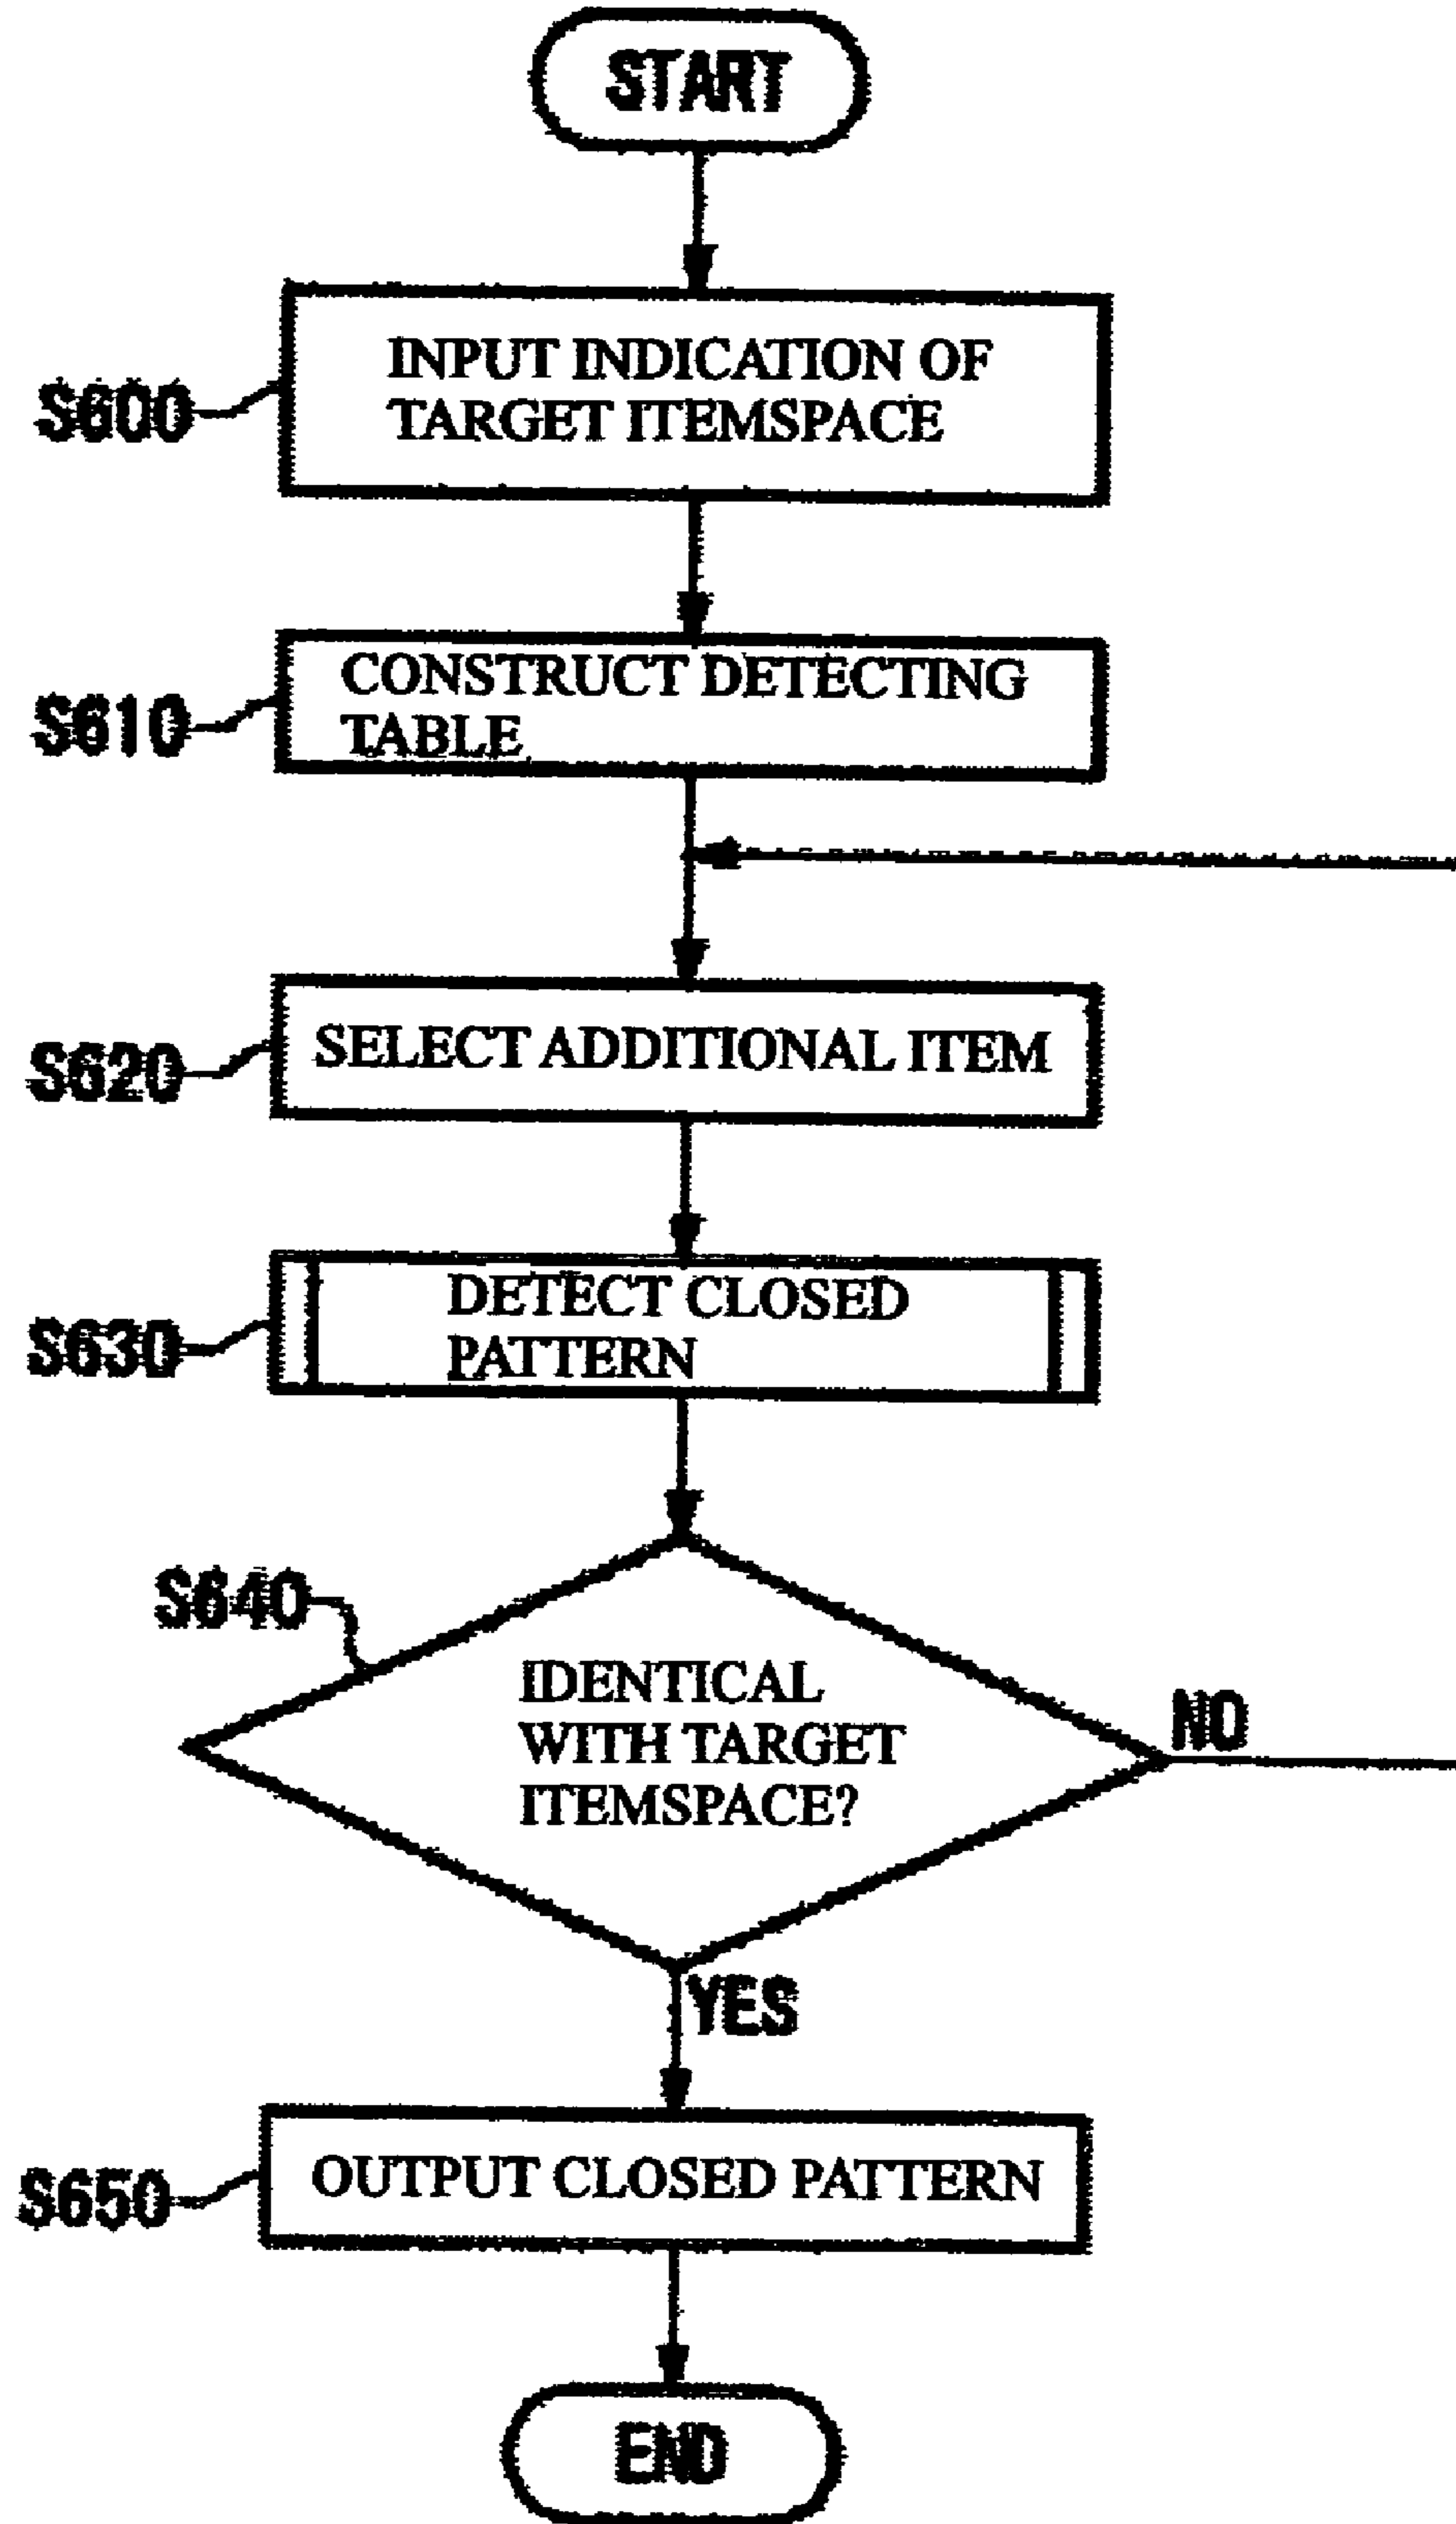 START
S600
INPUT INDICATION OF
TARGET ITEMSPACE
S610
CONSTRUCT DETECTING
TABLE
S620
SELECT ADDITIONAL ITEM
S630
DETECT CLOSED
PATTERN
S640
IDENTICAL
WITH TARGET
ITEMSPACE?
NO
YES
S650
OUTPUT CLOSED PATTERN
END